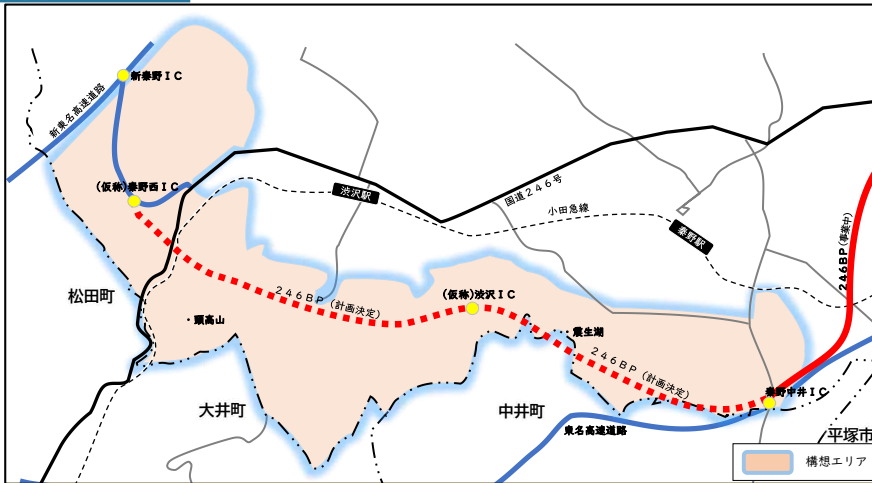 新秦野IC
新東名高速道路
(仮称)秦野西IC
渋沢駅
国道246号
小田急線
秦野駅
246BP(事業中)
松田町
246BP(計画決定)
(仮称)渋沢IC
・頭高山
・震生湖
246BP(計画決定)
秦野中井IC
大井町
中井町
東名高速道路
平塚市
構想エリア